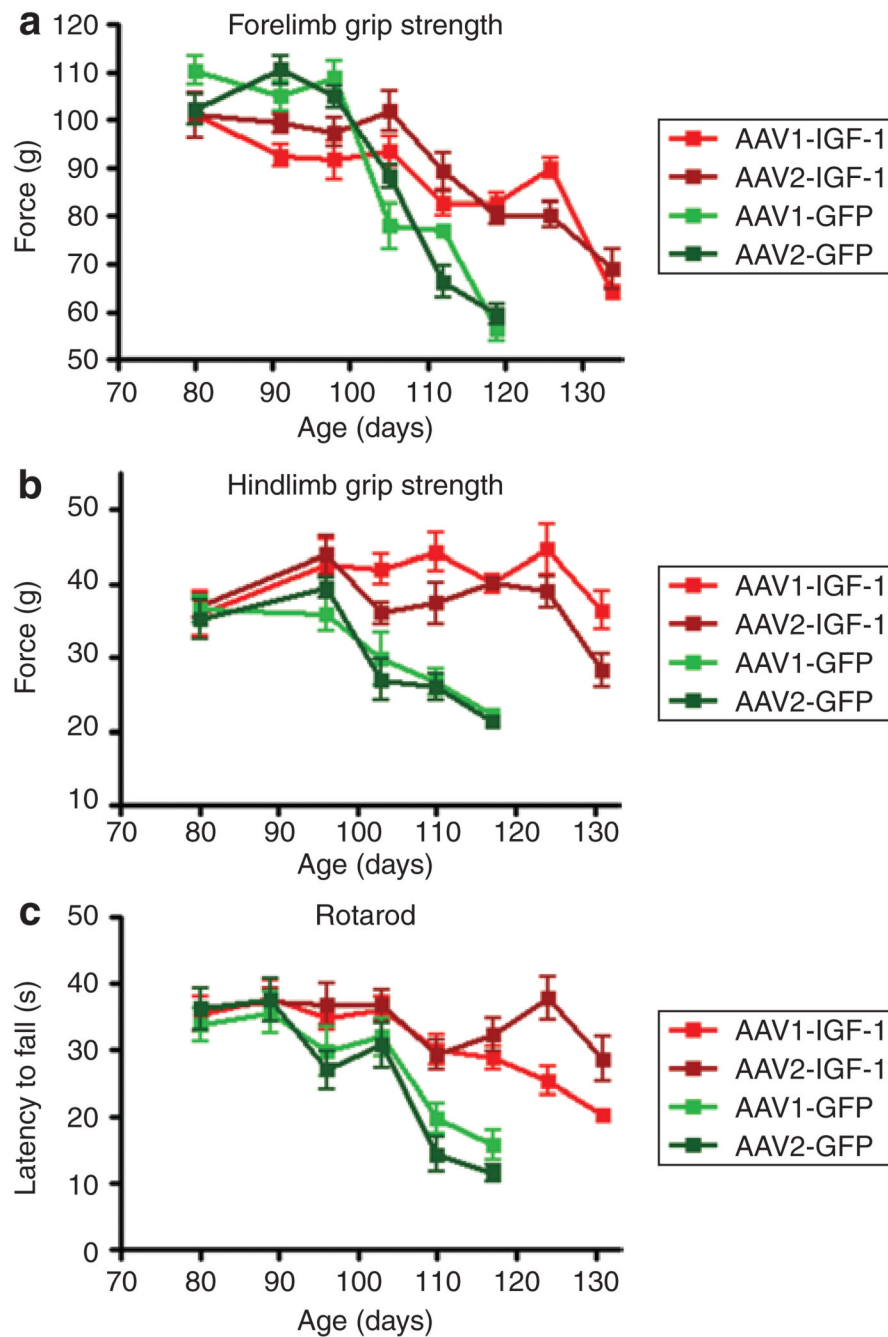 a
Forelimb grip strength
120
110
100
90
80
70
60
50
Force (g)
70 80 90 100 110 120 130
Age (days)
AAV1-IGF-1
AAV2-IGF-1
AAV1-GFP
AAV2-GFP
b
Hindlimb grip strength
50
40
30
20
10
Force (g)
70 80 90 100 110 120 130
Age (days)
AAV1-IGF-1
AAV2-IGF-1
AAV1-GFP
AAV2-GFP
c
Rotarod
50
40
30
20
10
0
Latency to fall (s)
70 80 90 100 110 120 130
Age (days)
AAV1-IGF-1
AAV2-IGF-1
AAV1-GFP
AAV2-GFP